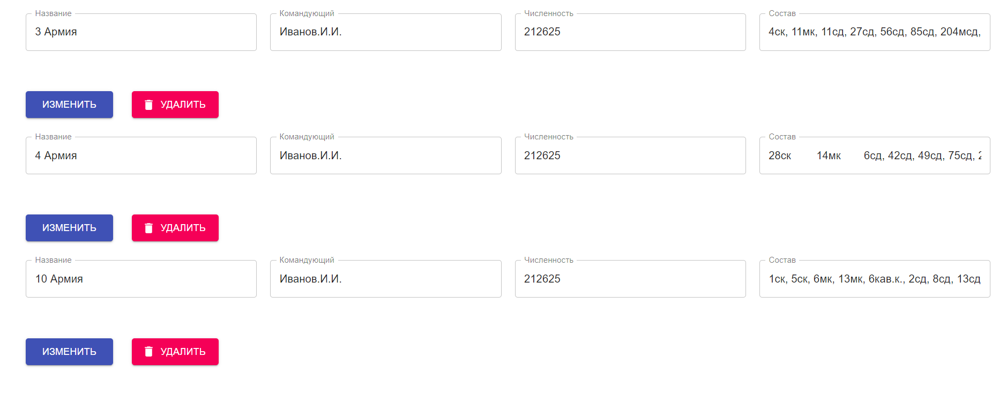 Название Командующий Численность Состав
3 Армия Иванов.И.И. 212625 4ск, 11мк, 11сд, 27сд, 56сд, 85сд, 204мсд,
ИЗМЕНИТЬ УДАЛИТЬ
Название Командующий Численность Состав
4 Армия Иванов.И.И. 212625 28ск 14мк 6сд, 42сд, 49сд, 75сд,
ИЗМЕНИТЬ УДАЛИТЬ
Название Командующий Численность Состав
10 Армия Иванов.И.И. 212625 1ск, 5ск, 6мк, 13мк, 6кав.к., 2сд, 8сд, 13сд
ИЗМЕНИТЬ УДАЛИТЬ